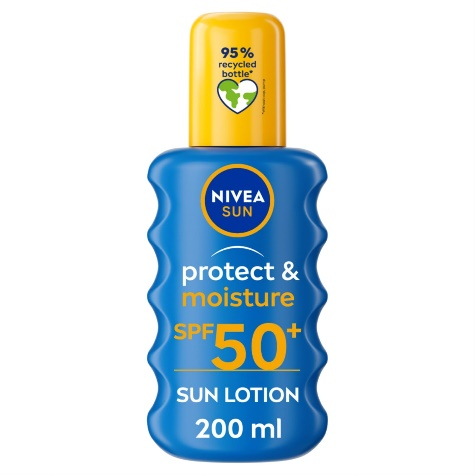 95%
recycled
bottle*
NIVEA
SUN
protect &
moisture
SPF 50+
SUN LOTION
200 ml